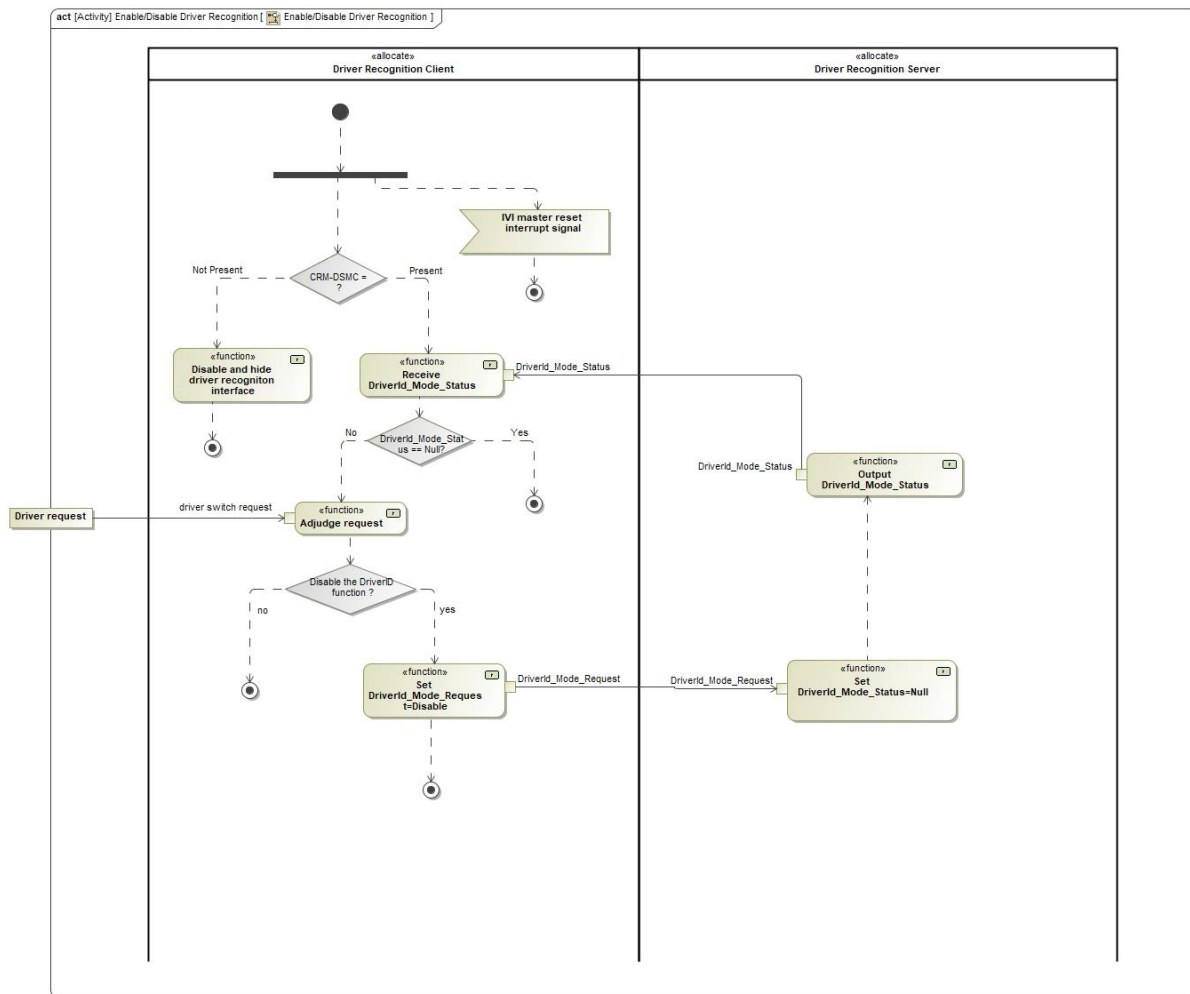 act [Activity] Enable/Disable Driver Recognition [ Enable/Disable Driver Recognition ]
«allocate»
Driver Recognition Client
«allocate»
Driver Recognition Server
IVI master reset
interrupt signal
Not Present
CRM-DSMC =
?
Present
«function»
Disable and hide
driver recogniton
interface
«function»
Receive
DriverId_Mode_Status
DriverId_Mode_Status
No
DriverId_Mode_Stat
us == Null?
Yes
DriverId_Mode_Status
«function»
Output
DriverId_Mode_Status
Driver request
driver switch request
«function»
Adjudge request
Disable the DriverID
function ?
no
yes
«function»
Set
DriverId_Mode_Reques
t=Disable
DriverId_Mode_Request
DriverId_Mode_Request
«function»
Set
DriverId_Mode_Status=Null